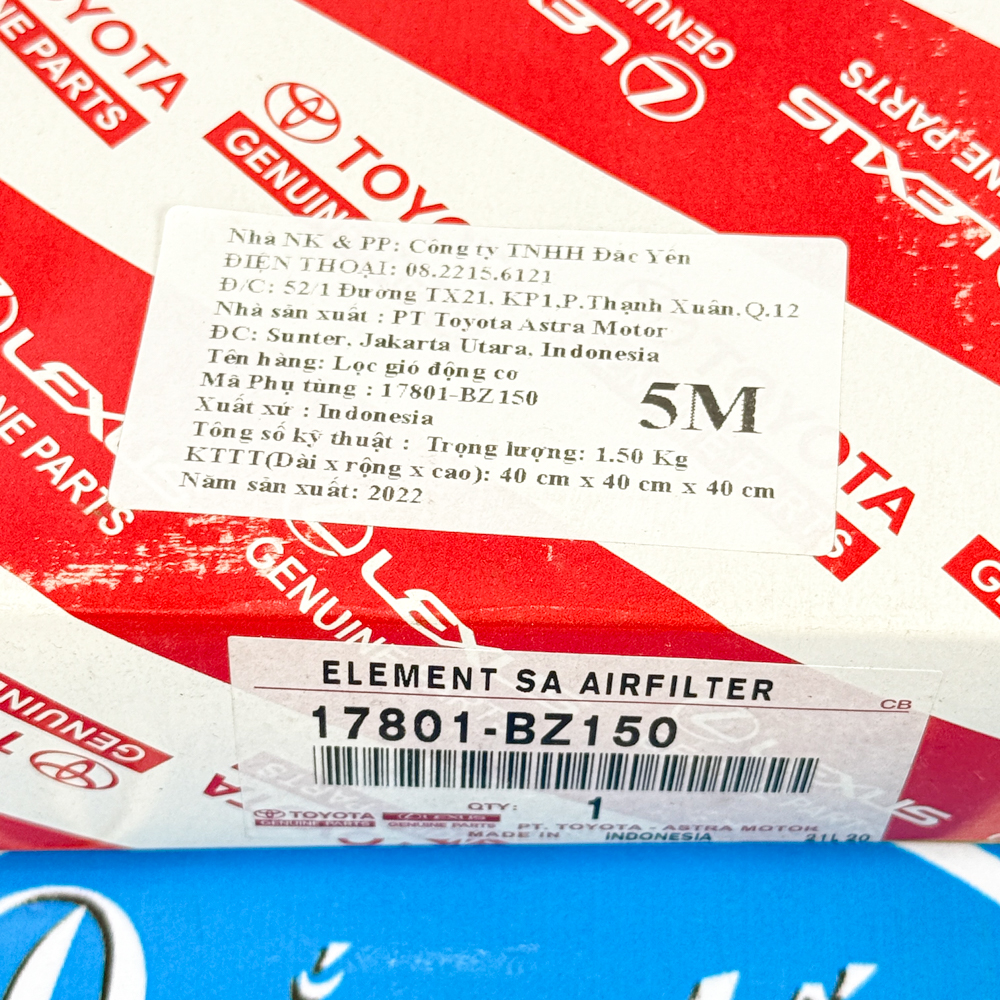 TOYOTA
GENUINE PARTS
LEXUS
GENUINE PARTS
Nhà NK & PP: Công ty TNHH Đắc Yến
ĐIỆN THOẠI: 08.2215.6121
Đ/C: 52/1 Đường TX21, KP1,P.Thạnh Xuân,Q.12
Nhà sản xuất : PT Toyota Astra Motor
ĐC: Sunter, Jakarta Utara, Indonesia
Tên hàng: Lọc gió động cơ
Mã Phụ tùng : 17801-BZ150
Xuất xứ : Indonesia
5M
Tông số kỹ thuật : Trọng lượng: 1.50 Kg
KTTT(Dài x rộng x cao): 40 cm x 40 cm x 40 cm
Năm sản xuất: 2022
LEXUS
GENUINE PARTS
ELEMENT SA AIRFILTER
CB
17801-BZ150
QTY: 1
TOYOTA GENUINE PARTS LEXUS GENUINE PARTS PT. TOYOTA - ASTRA MOTOR
MADE IN INDONESIA 21L20